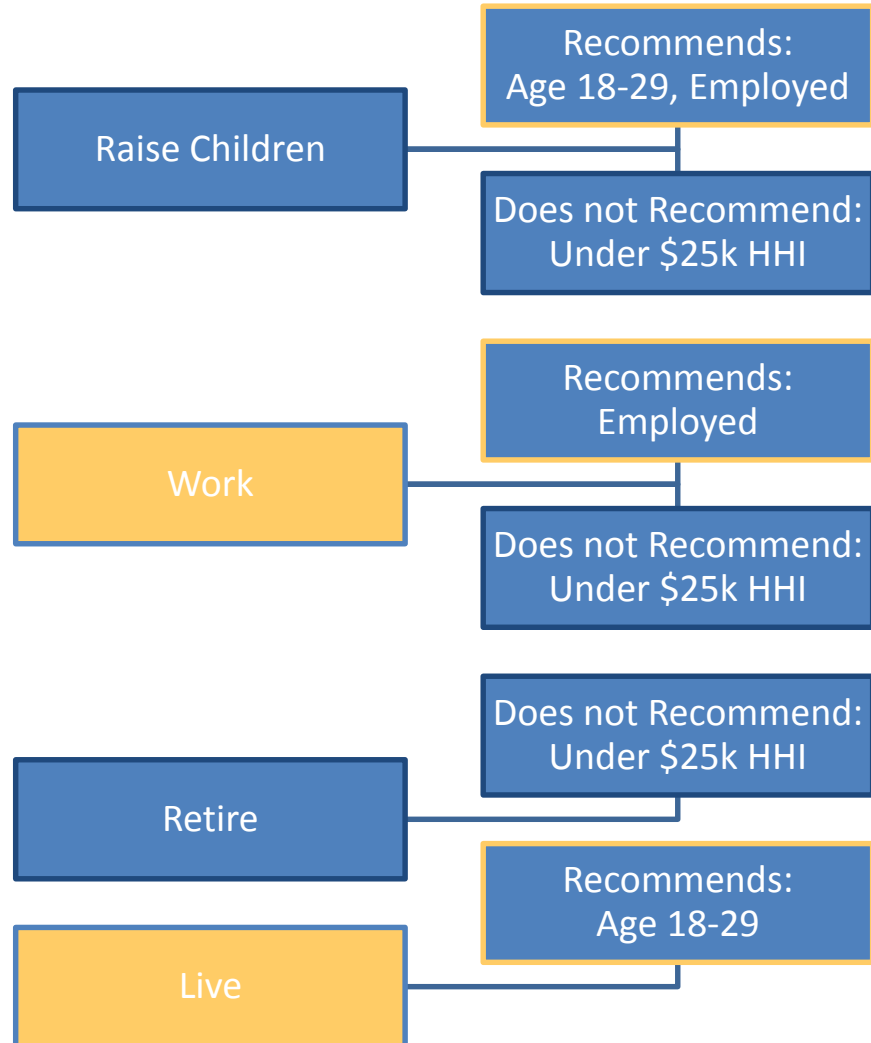 Recommends:
Age 18-29, Employed
Raise Children
Does not Recommend:
Under $25k HHI
Recommends:
Employed
Work
Does not Recommend:
Under $25k HHI
Does not Recommend:
Under $25k HHI
Retire
Recommends:
Age 18-29
Live